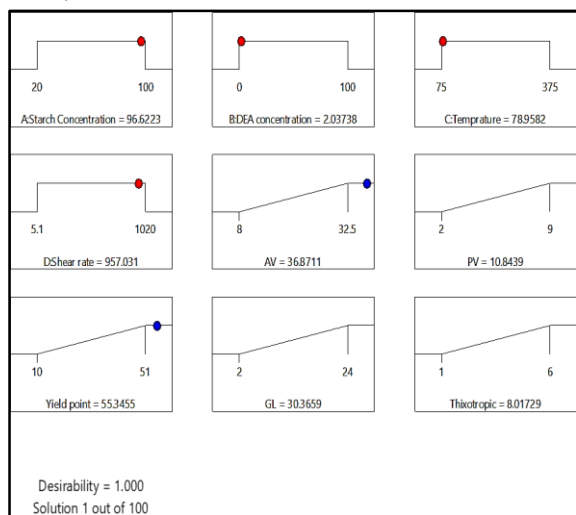 20 100
A:Starch Concentration = 96.6223
0 100
B:DEA concentration = 2.03738
75 375
C:Temprature = 78.9582
5.1 1020
D:Shear rate = 957.031
8 32.5
AV = 36.8711
2 9
PV = 10.8439
10 51
Yield point = 55.3455
2 24
GL = 30.3659
1 6
Thixotropic = 8.01729
Desirability = 1.000
Solution 1 out of 100